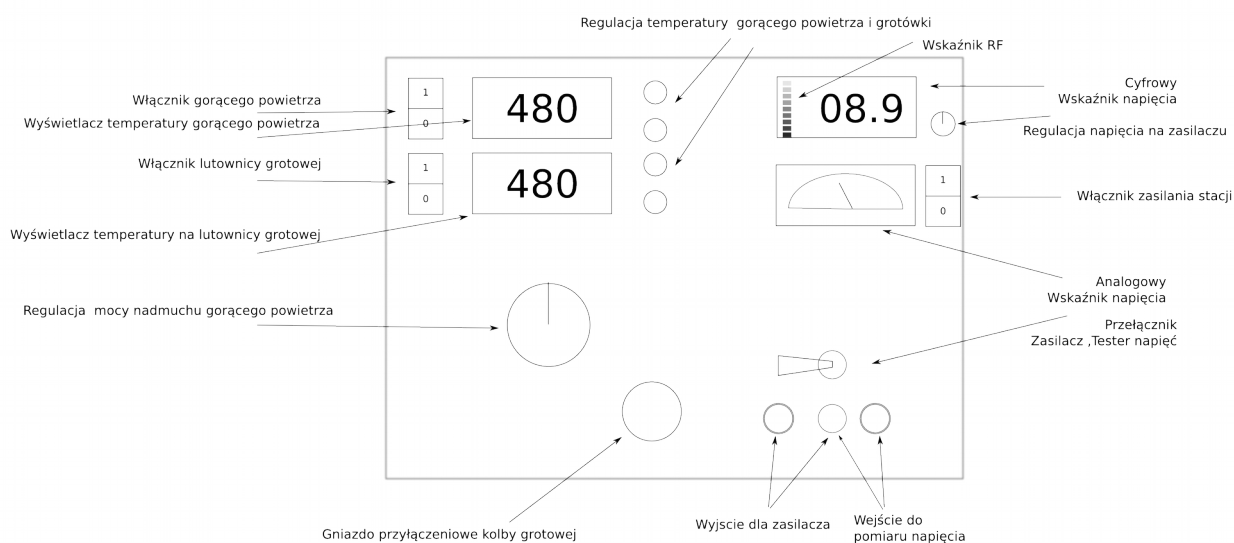 Regulacja temperatury  gorącego powietrza i grotówki
Wskaźnik RF
Cyfrowy
Wskaźnik napięcia
Regulacja napięcia na zasilaczu
Włącznik gorącego powietrza
Wyświetlacz temperatury gorącego powietrza
1
0
480
08.9
Włącznik lutownicy grotowej
1
0
480
1
0
Włącznik zasilania stacji
Wyświetlacz temperatury na lutownicy grotowej
Analogowy
Wskaźnik napięcia
Regulacja  mocy nadmuchu gorącego powietrza
Przełącznik
Zasilacz ,Tester napięć
Gniazdo przyłączeniowe kolby grotowej
Wyjscie dla zasilacza
Wejście do
pomiaru napięcia